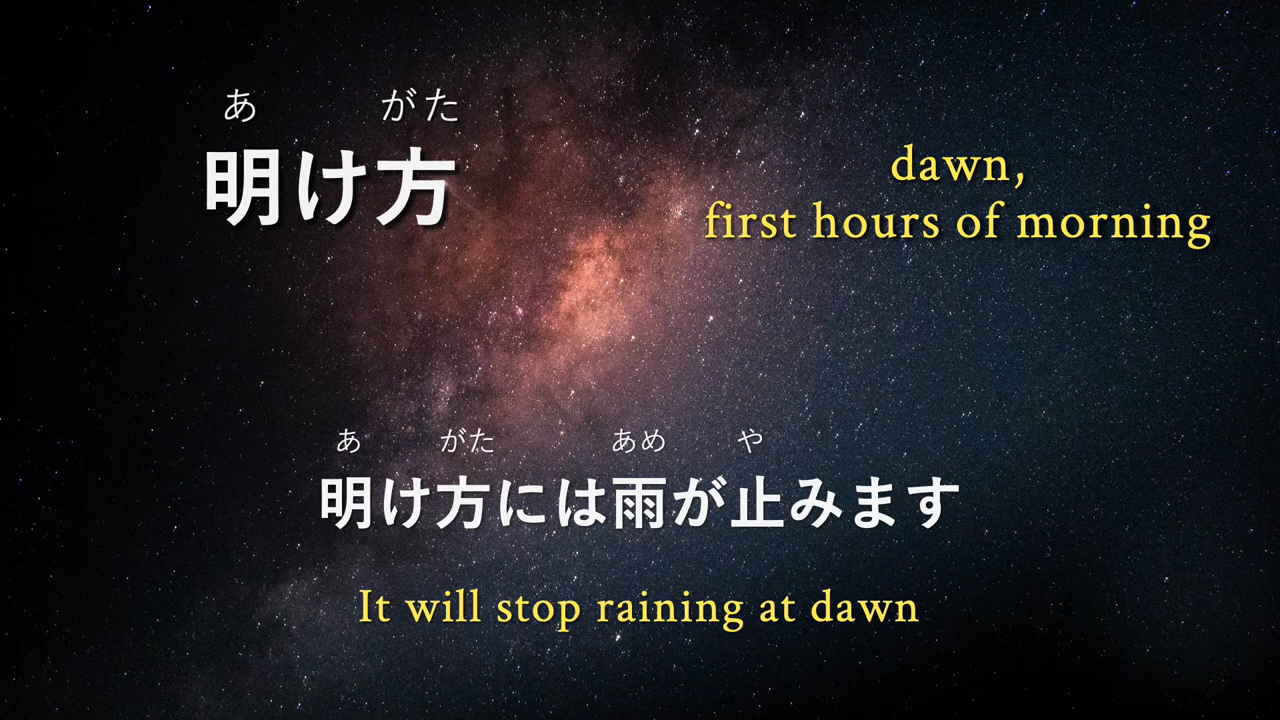 あ がた
明け方
dawn,
first hours of morning
あ がた あめ や
明け方には雨が止みます
It will stop raining at dawn